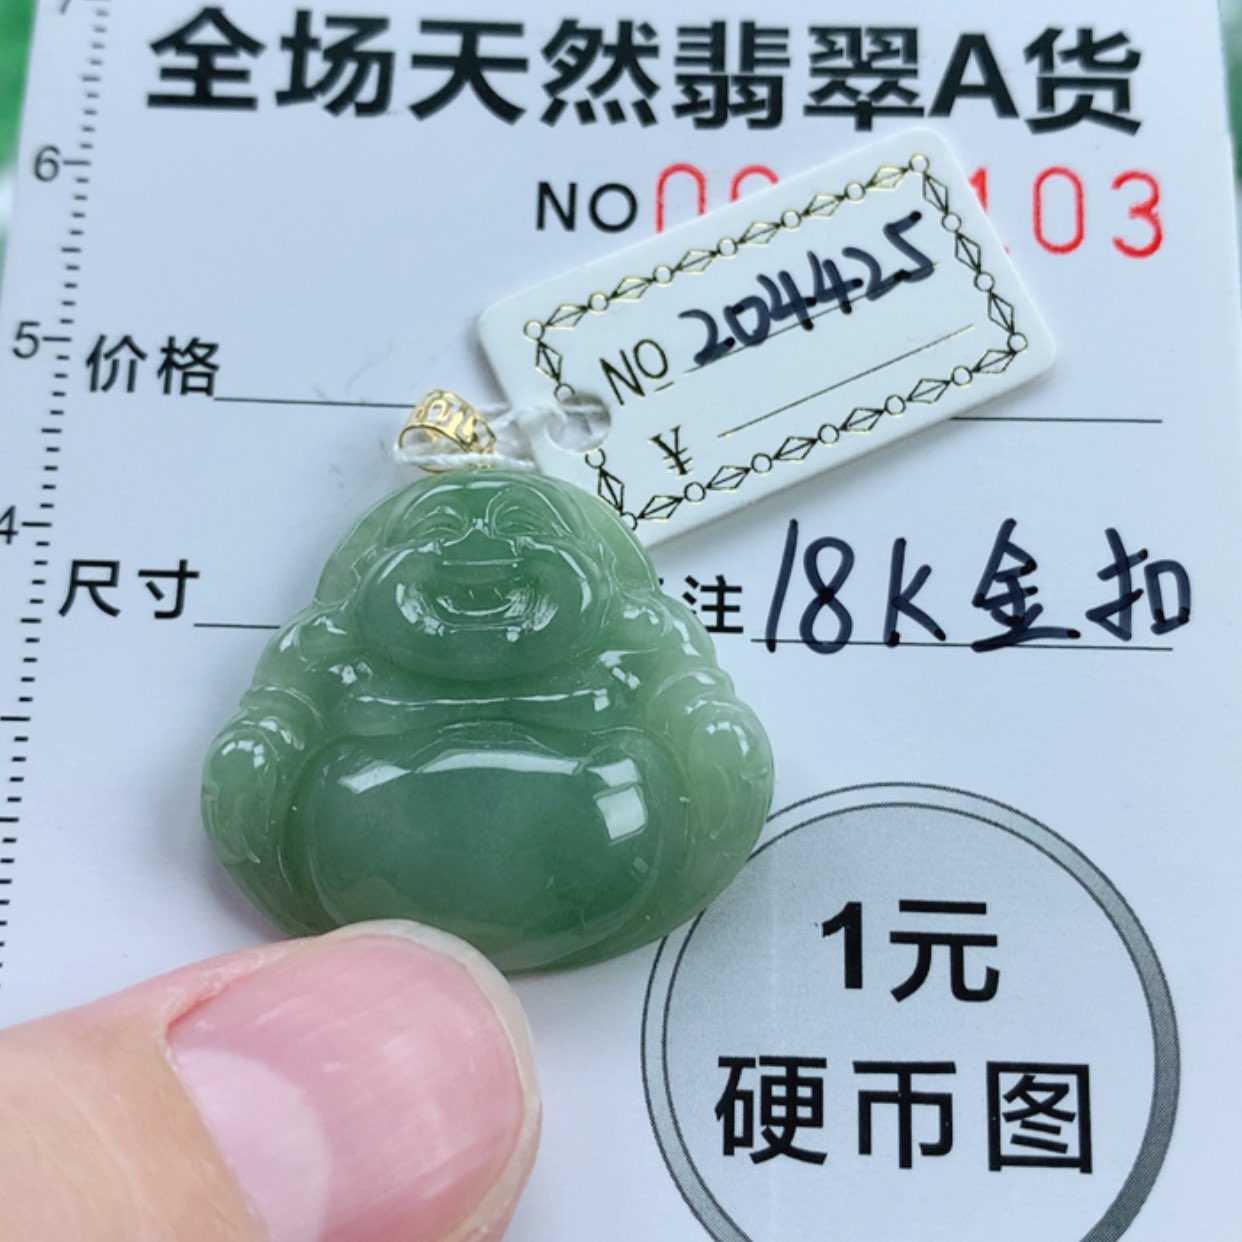 全场天然翡翠A货
6
NO 103
NO 204425
5
价格
¥
4
尺寸
注 18K金扣
1元
硬币图